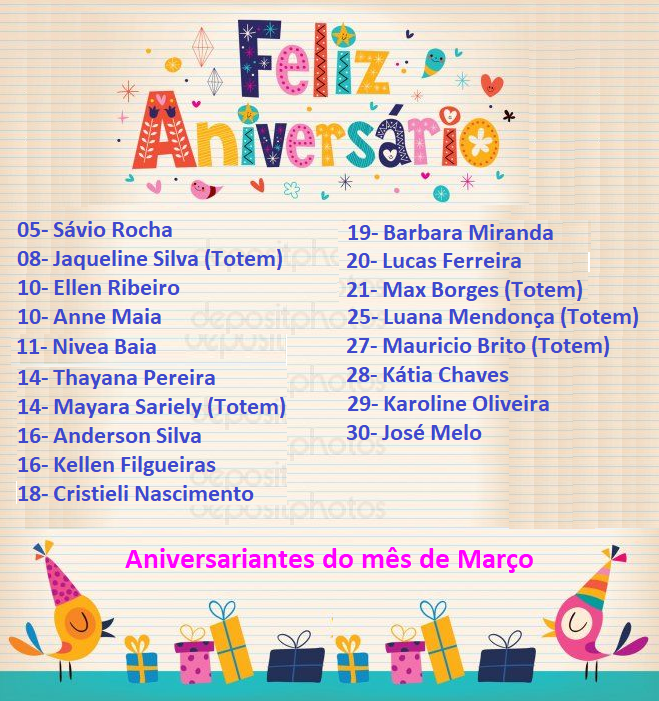 Feliz
Aniversário
05- Sávio Rocha
08- Jaqueline Silva (Totem)
10- Ellen Ribeiro
10- Anne Maia
11- Nivea Baia
14- Thayana Pereira
14- Mayara Sariely (Totem)
16- Anderson Silva
16- Kellen Filgueiras
18- Cristieli Nascimento
19- Barbara Miranda
20- Lucas Ferreira
21- Max Borges (Totem)
25- Luana Mendonça (Totem)
27- Mauricio Brito (Totem)
28- Kátia Chaves
29- Karoline Oliveira
30- José Melo
depositphotos
depositphotos
Aniversariantes do mês de Março